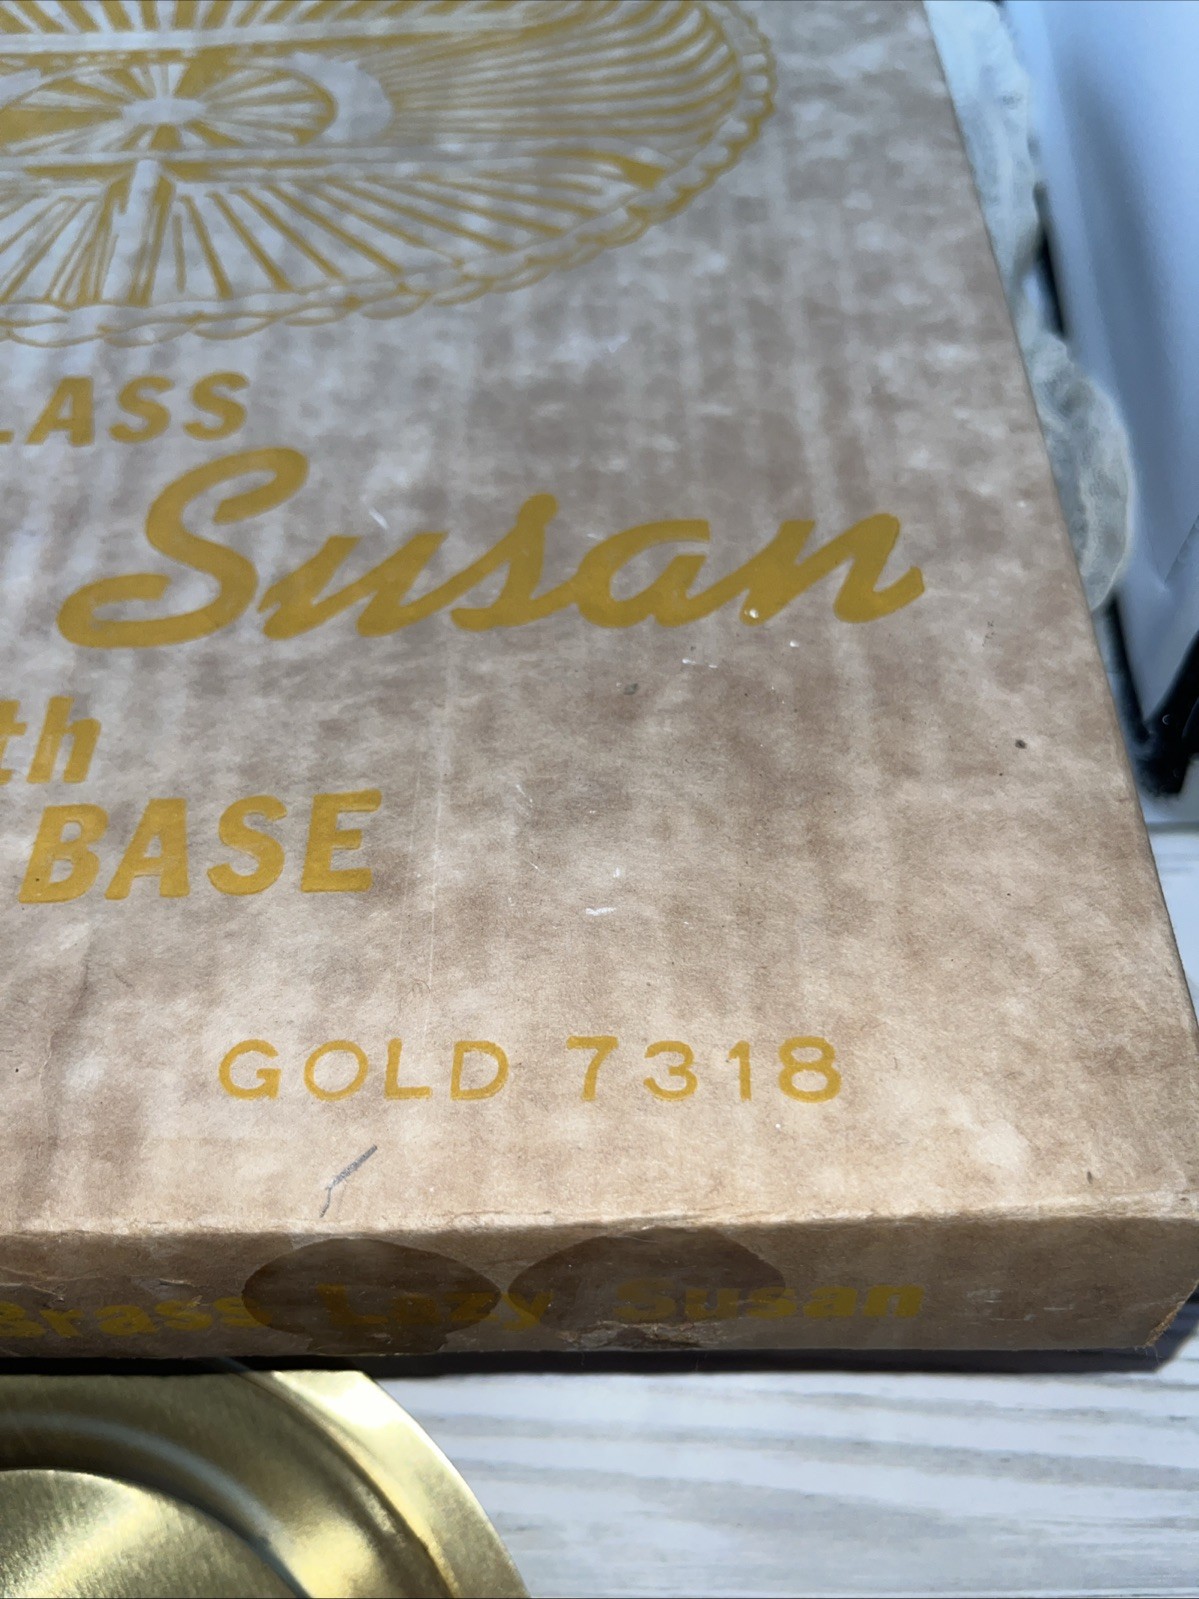 LASS
Susan
th
BASE
GOLD 7318
Brass Lazy Susan